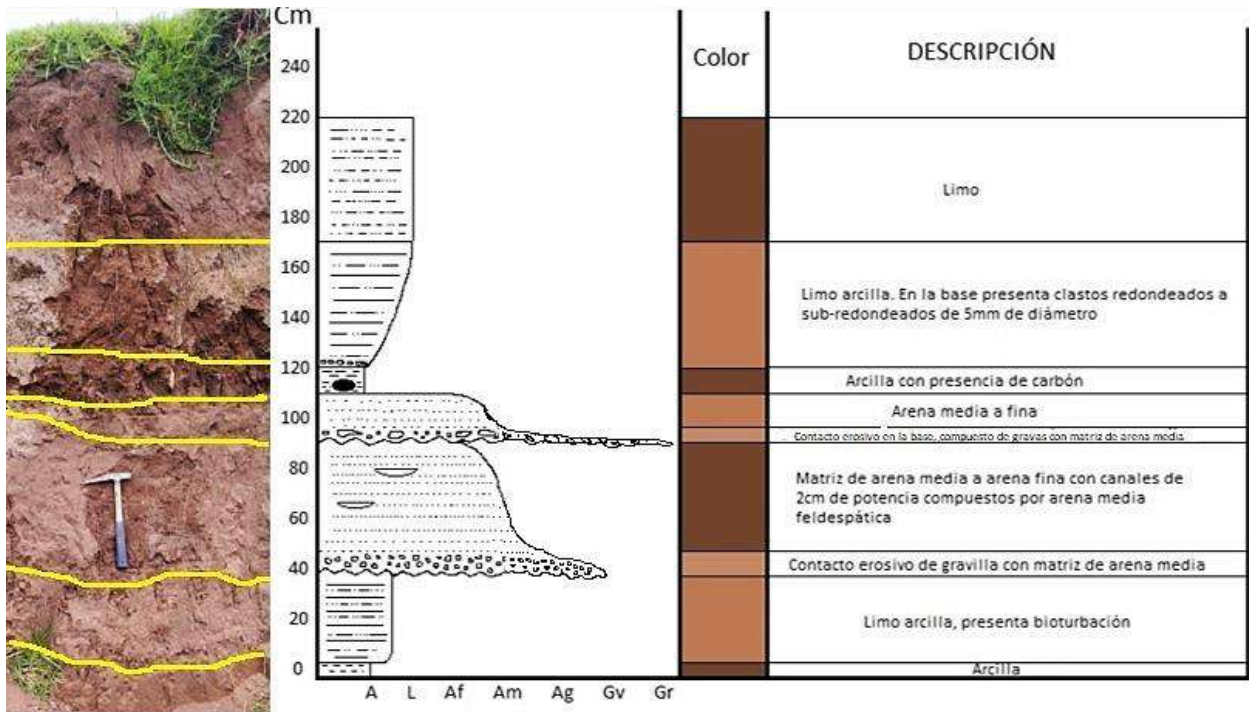 Cm
Color
DESCRIPCIÓN
240
220
200
180
160
140
120
100
80
60
40
20
0
Limo
Limo arcilla. En la base presenta clastos redondeados a
sub-redondeados de 5mm de diámetro
Arcilla con presencia de carbón
Arena media a fina
Contacto erosivo en la base, compuesto de gravas con matriz de arena media
Matriz de arena media a arena fina con canales de
2cm de potencia compuestos por arena media
feldespática
Contacto erosivo de gravilla con matriz de arena media
Limo arcilla, presenta bioturbación
Arcilla
A L Af Am Ag Gv Gr